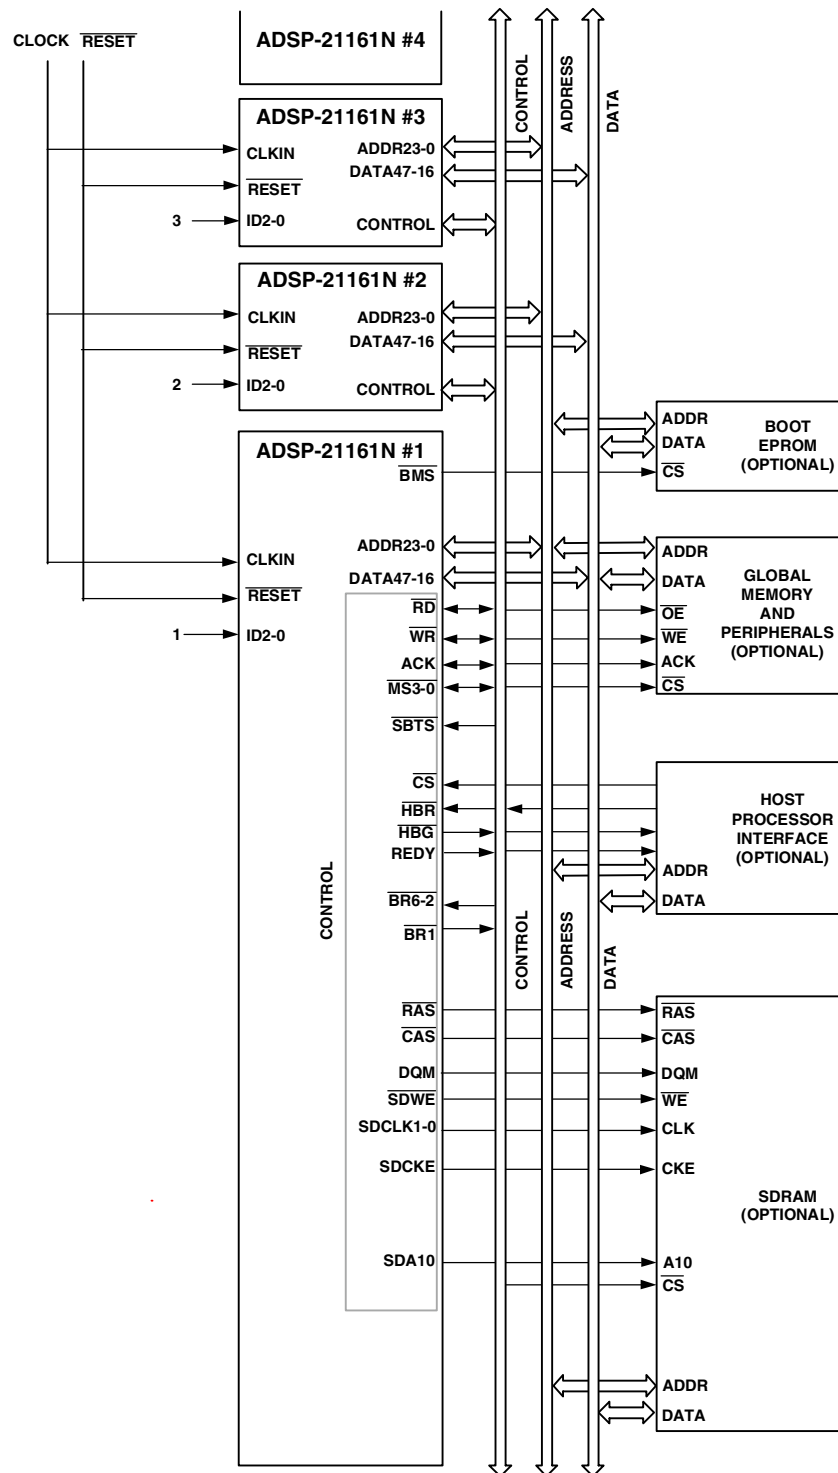 CLOCK RESET
ADSP-21161N #4
CONTROL
ADDRESS
DATA
ADSP-21161N #3
CLKIN
RESET
3
ID2-0
ADDR23-0
DATA47-16
CONTROL
ADSP-21161N #2
CLKIN
RESET
2
ID2-0
ADDR23-0
DATA47-16
CONTROL
ADSP-21161N #1
BMS
CLKIN
RESET
1
ID2-0
ADDR23-0
DATA47-16
CONTROL
RD
WR
ACK
MS3-0
SBTS
CS
HBR
HBG
REDY
BR6-2
BR1
RAS
CAS
DQM
SDWE
SDCLK1-0
SDCKE
SDA10
CONTROL
ADDRESS
DATA
ADDR
DATA
CS
BOOT
EPROM
(OPTIONAL)
ADDR
DATA
OE
WE
ACK
CS
GLOBAL
MEMORY
AND
PERIPHERALS
(OPTIONAL)
HOST
PROCESSOR
INTERFACE
(OPTIONAL)
ADDR
DATA
RAS
CAS
DQM
WE
CLK
CKE
A10
CS
ADDR
DATA
SDRAM
(OPTIONAL)